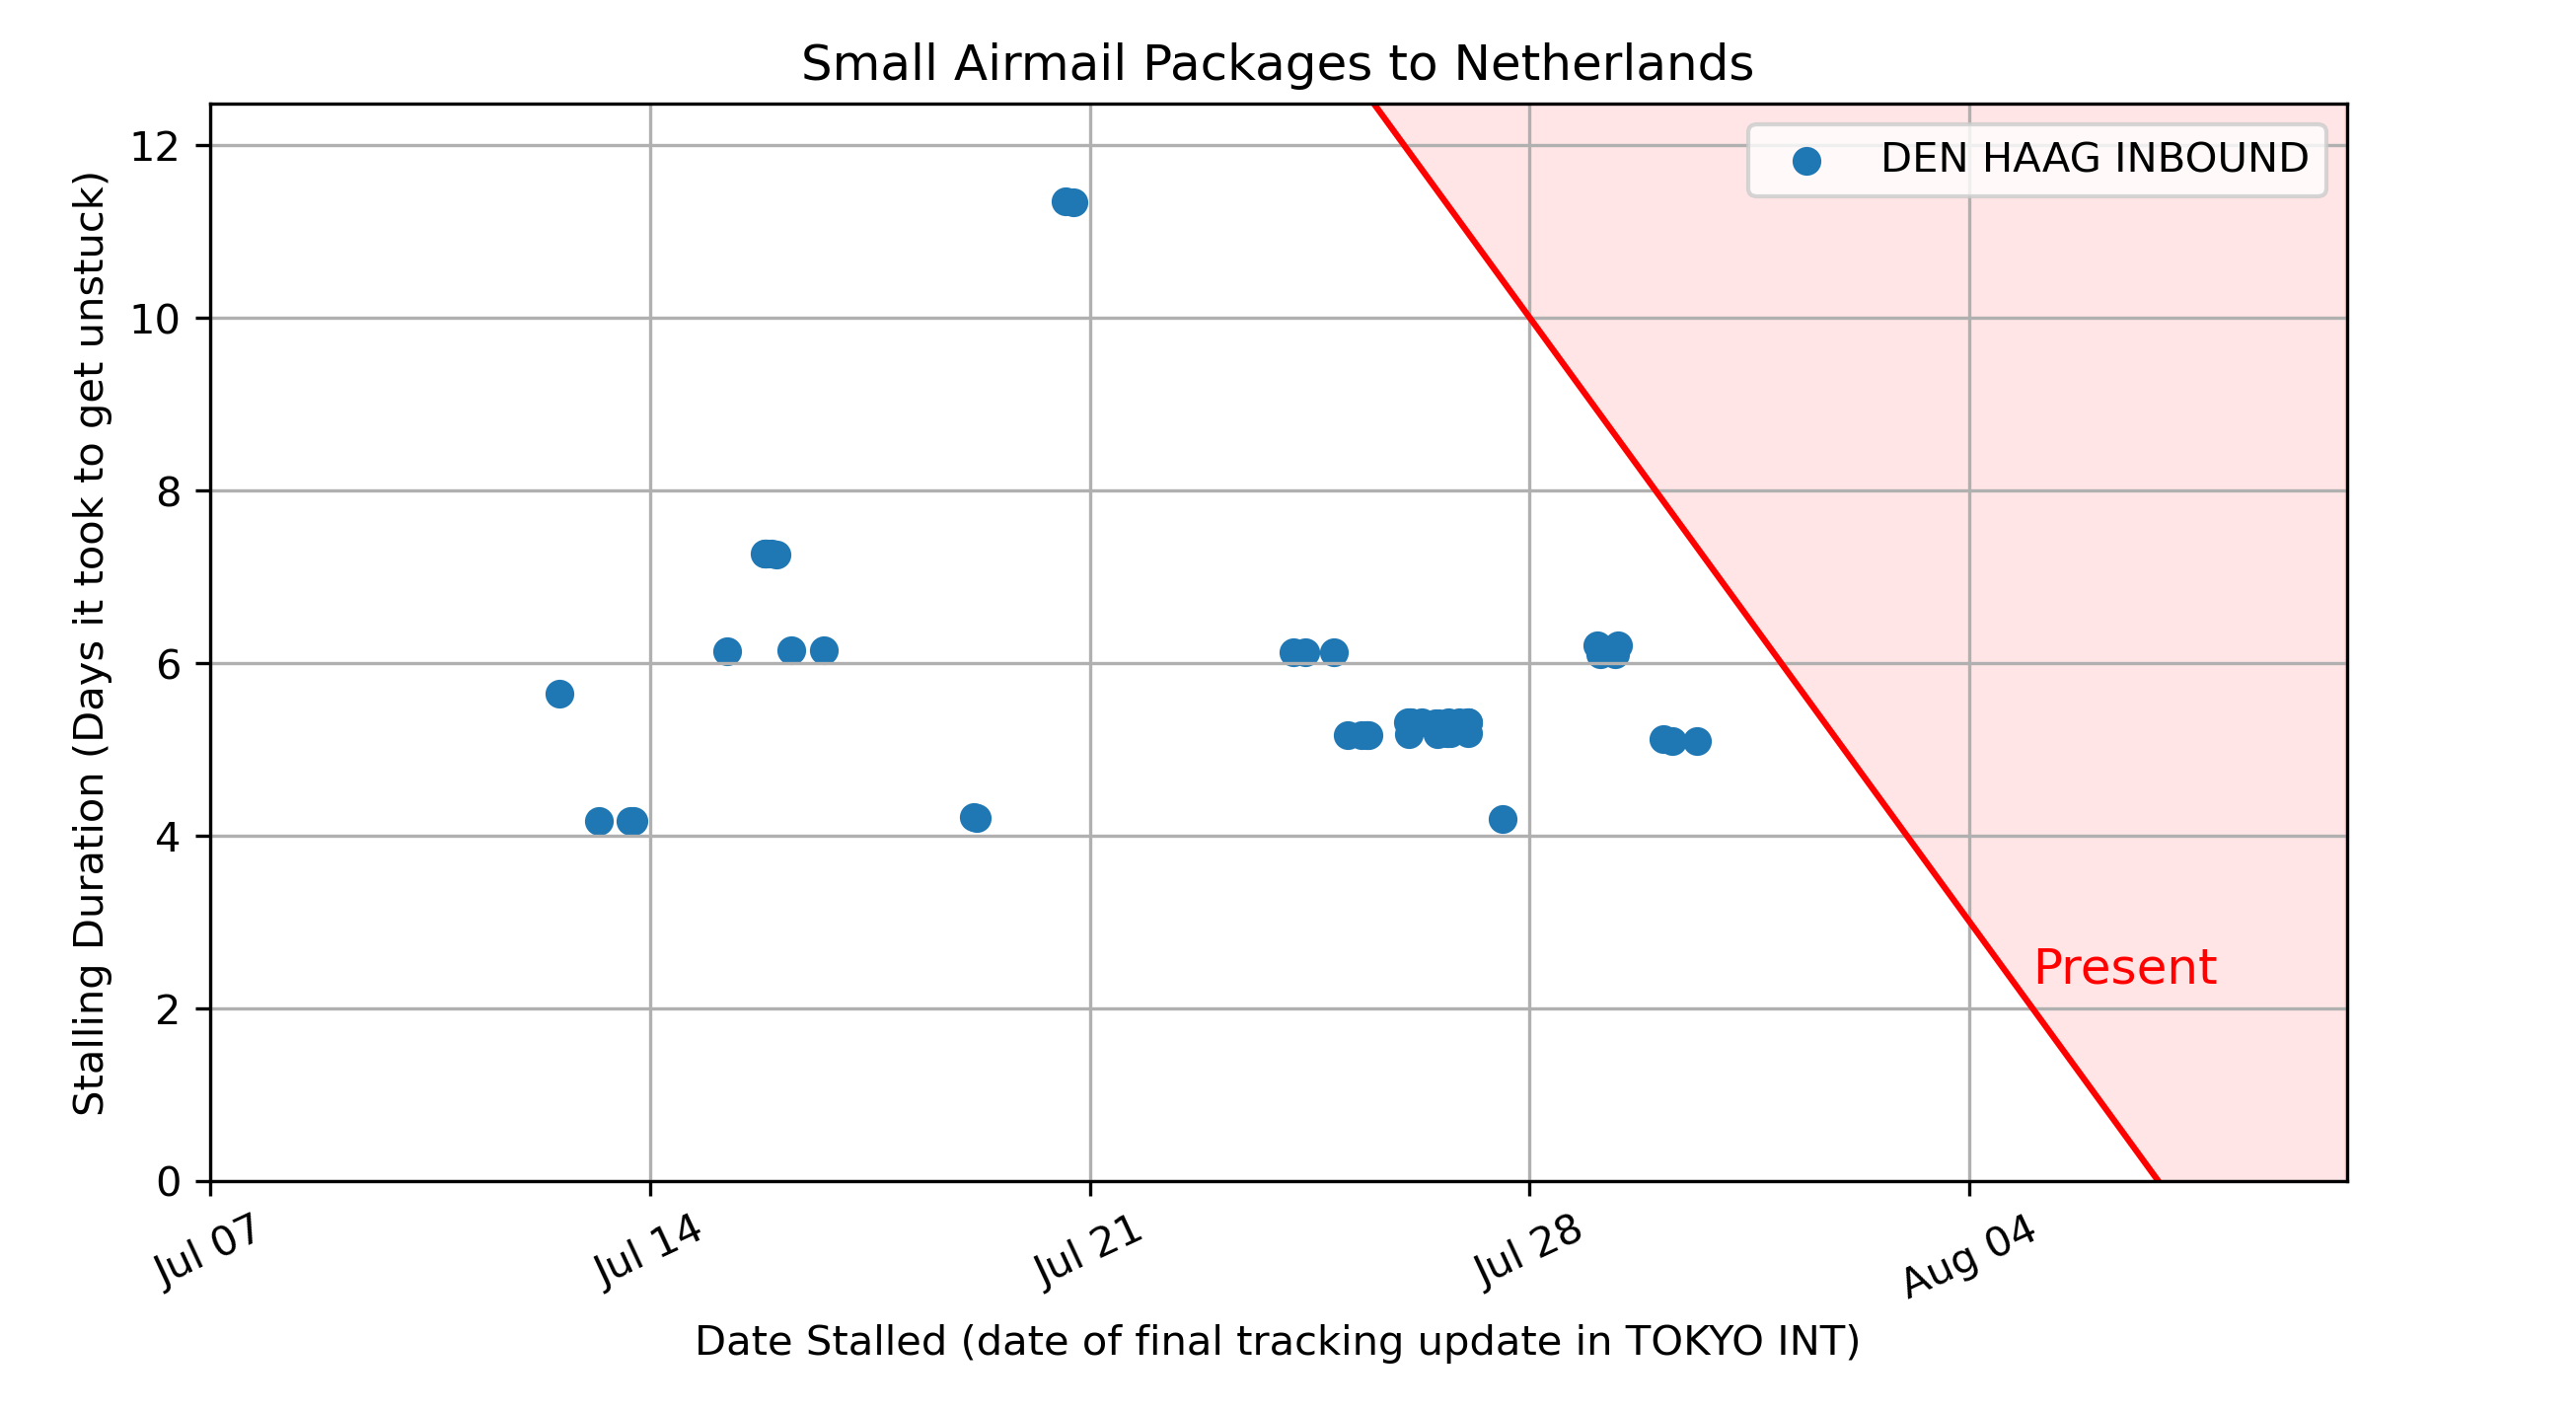 Small Airmail Packages to Netherlands
DEN HAAG INBOUND
Stalling Duration (Days it took to get unstuck)
12
10
8
6
4
2
0
Present
Jul 07
Jul 14
Jul 21
Jul 28
Aug 04
Date Stalled (date of final tracking update in TOKYO INT)